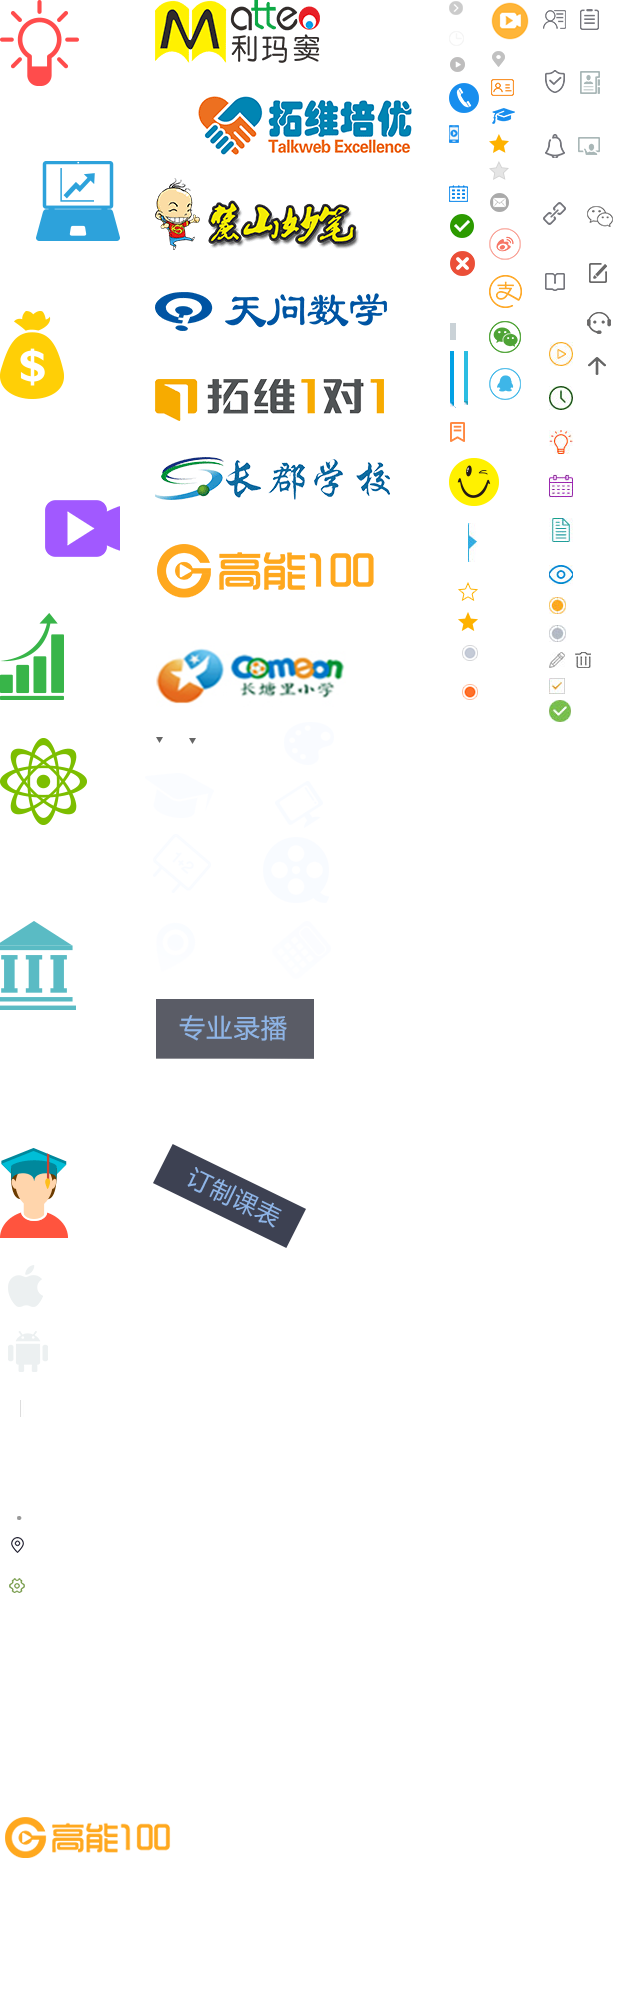 Matteo
利玛窦
拓维培优
Talkweb Excellence
麓山妙笔
天问数学
拓维1对1
长郡学校
高能100
Comeon
长塘里小学
专业录播
订制课表
高能100